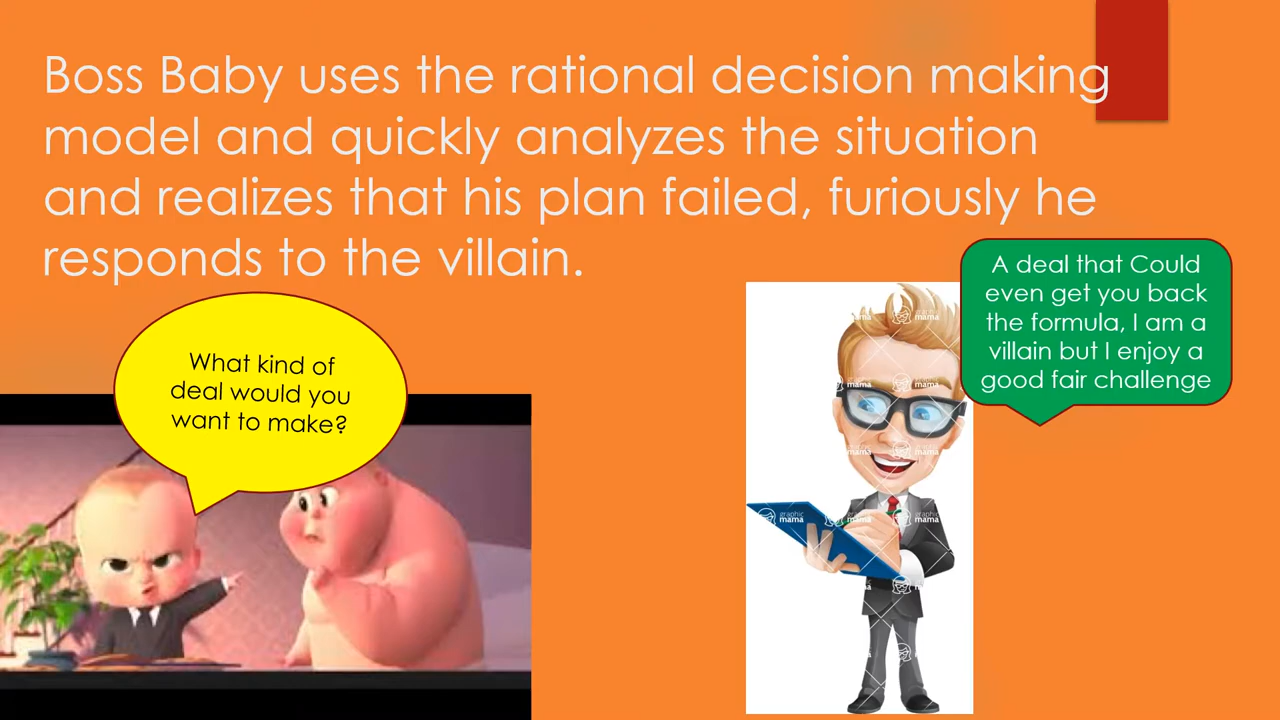 Boss Baby uses the rational decision making
model and quickly analyzes the situation
and realizes that his plan failed, furiously he
responds to the villain.
A deal that Could
even get you back
the formula, I am a
villain but I enjoy a
good fair challenge
What kind of
deal would you
want to make?
graphic
mama